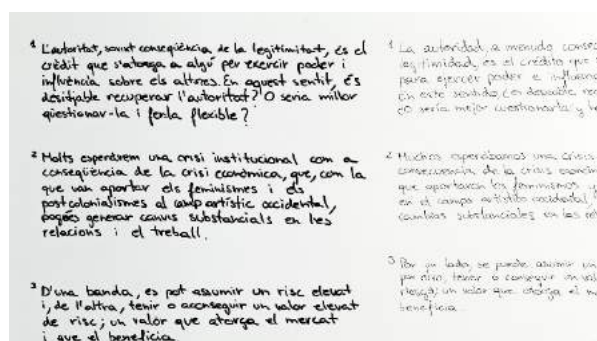 1 L'autoritat, sovint conseqüència de la legitimitat, és el
crèdit que s'atorga a algú per exercir poder i
influència sobre els altres. En aquest sentit, és
desitjable recuperar l'autoritat? O seria millor
qüestionar-la i ferla flexible?
2 Molts esperàvem una crisi institucional com a
conseqüència de la crisi econòmica, que, com la
que van aportar els feminismes i els
postcolonialismes al camp artístic occidental,
pogués generar canvis substancials en les
relacions i el treball.
3 D'una banda, es pot assumir un risc elevat
i, de l'altra, tenir o aconseguir un valor elevat
de risc; un valor que atorga el mercat
i que el beneficia
1 La autoridad, a menudo
legitimidad, es el crédito que
para ejercer poder e
En este sentido, ¿es deseable
¿O sería mejor cuestionarla y
2 Muchos esperábamos una crisis
consecuencia de la crisis
que aportaron los feminismos y
en el campo artístico occidental,
cambios substanciales en las
3 Por un lado, se puede asumir un
por otro, tener o conseguir un
riesgo; un valor que otorga el
beneficia